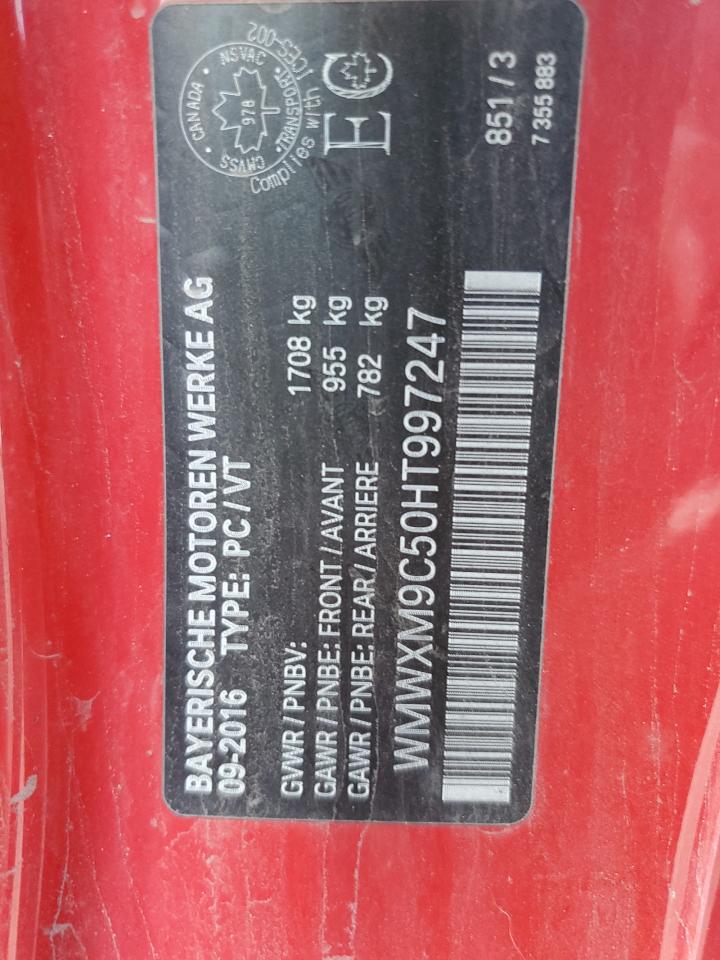 BAYERISCHE MOTOREN WERKE AG
09-2016 TYPE: PC/VT
GVWR/PNBV: 1708 kg
GAWR/PNBE: FRONT/AVANT 955 kg
GAWR/PNBE: REAR/ARRIERE 782 kg
WMWXM9C50HT997247
CANADA · NSVAC · TRANSPORT · CMVSS
978
Complies with ICES-002
EC
851/3
7 355 883